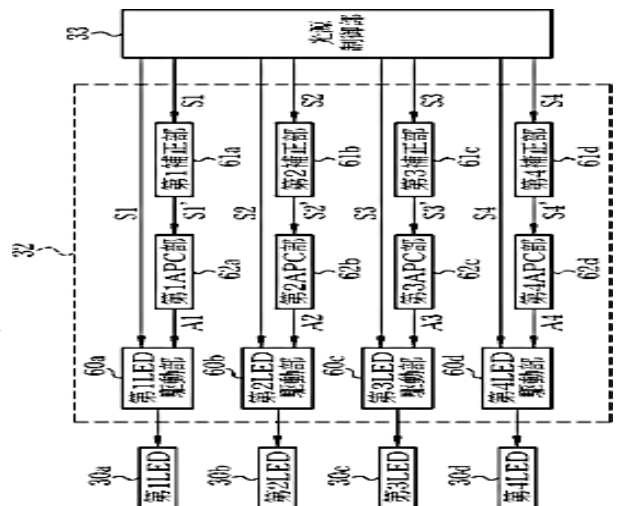 33
光源
制御部
32
S1
S1
第1補正部
61a
S1'
第1APC部
62a
A1
60a
第1LED
駆動部
30a
第1LED
S2
S2
第2補正部
61b
S2'
第2APC部
62b
A2
60b
第2LED
駆動部
30b
第2LED
S3
S3
第3補正部
61c
S3'
第3APC部
62c
A3
60c
第3LED
駆動部
30c
第3LED
S4
S4
第4補正部
61d
S4'
第4APC部
62d
A4
60d
第4LED
駆動部
30d
第4LED